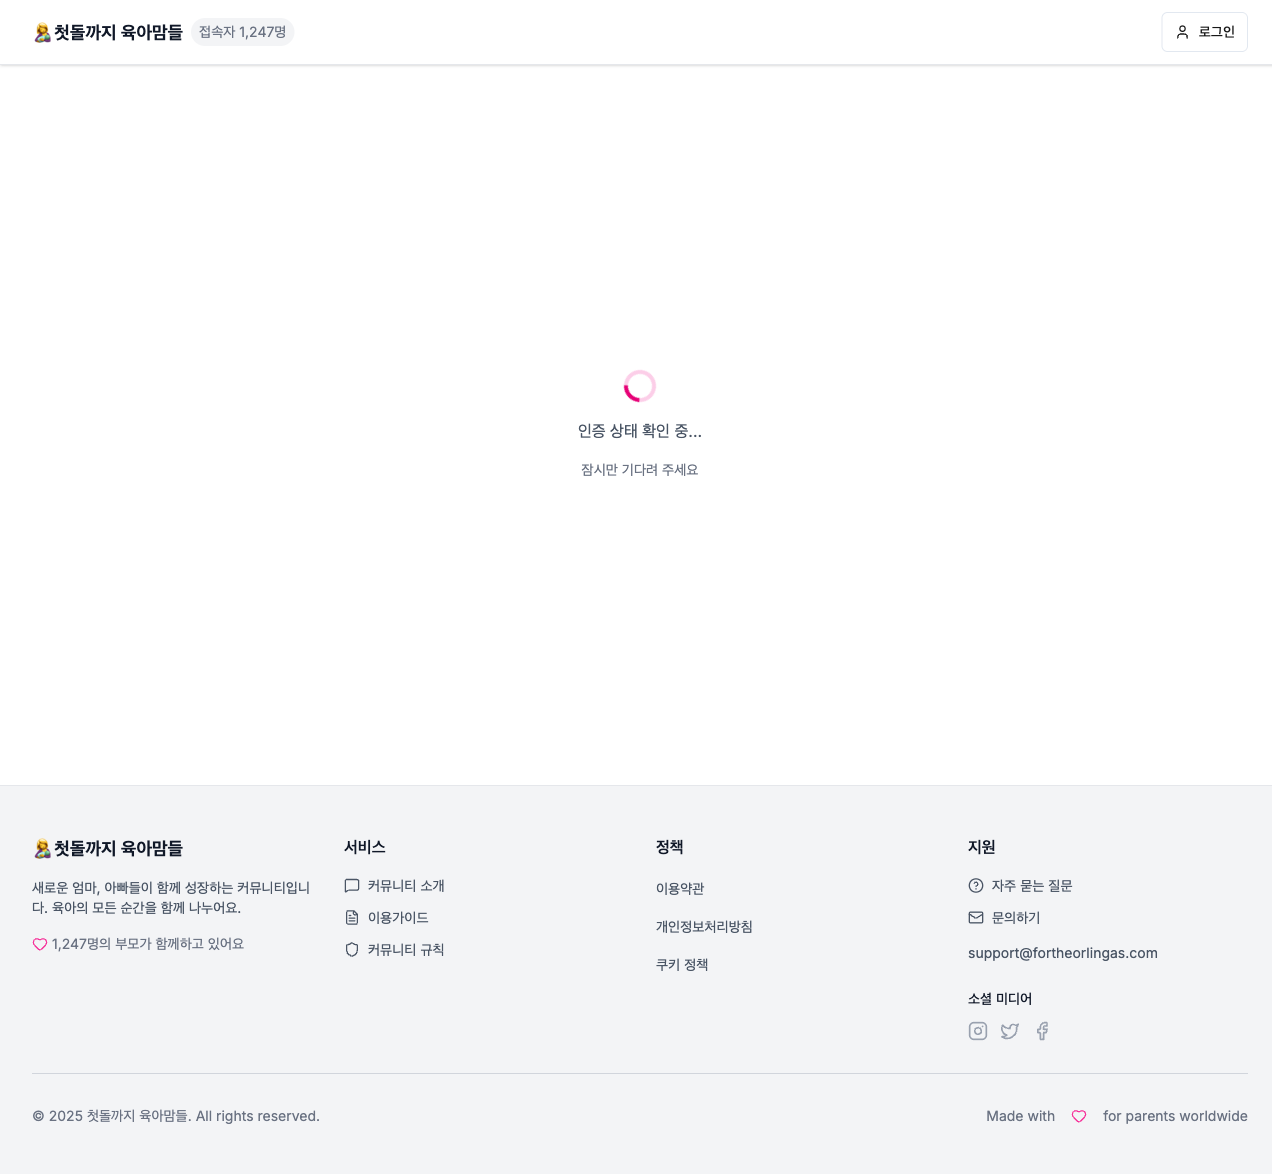 첫돌까지 육아맘들 접속자 1,247명 로그인
인증 상태 확인 중...
잠시만 기다려 주세요
첫돌까지 육아맘들
새로운 엄마, 아빠들이 함께 성장하는 커뮤니티입니
다. 육아의 모든 순간을 함께 나누어요.
1,247명의 부모가 함께하고 있어요
서비스
커뮤니티 소개
이용가이드
커뮤니티 규칙
정책
이용약관
개인정보처리방침
쿠키 정책
지원
자주 묻는 질문
문의하기
support@fortheorlingas.com
소셜 미디어
© 2025 첫돌까지 육아맘들. All rights reserved.
Made with for parents worldwide